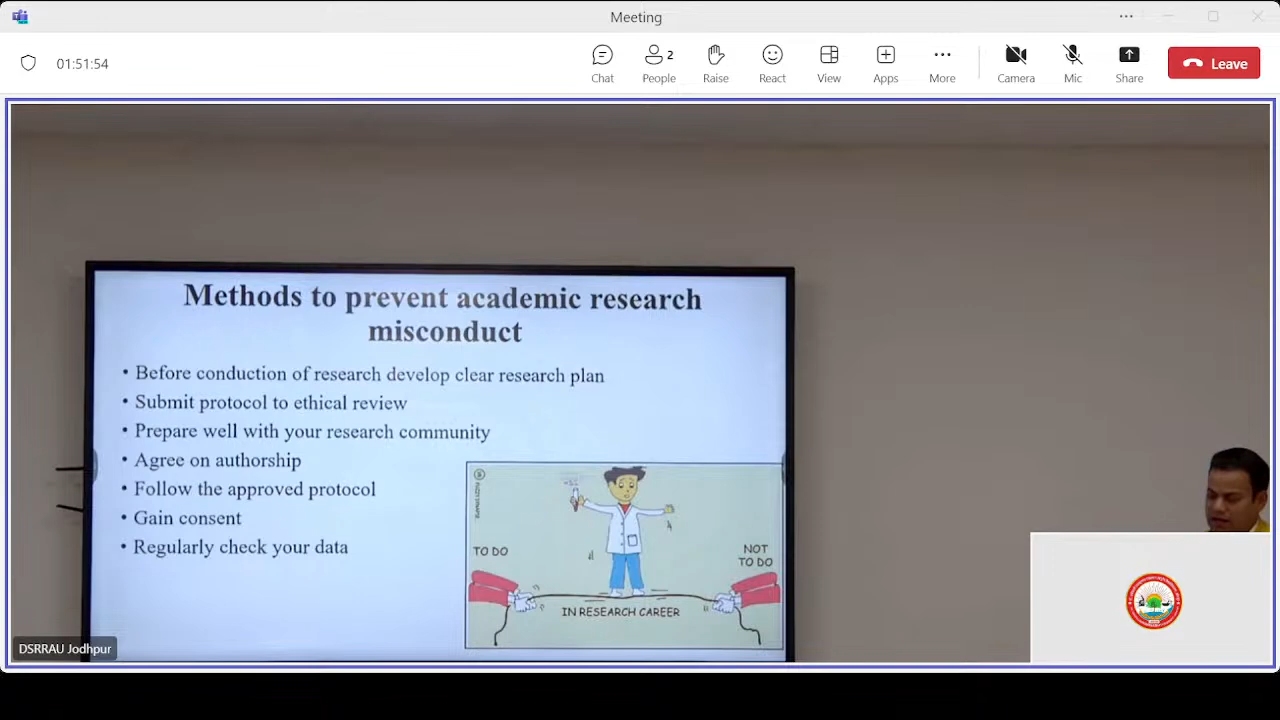 Meeting
01:51:54
Chat
People
2
Raise
React
View
Apps
More
Camera
Mic
Share
Leave
Methods to prevent academic research
misconduct
• Before conduction of research develop clear research plan
• Submit protocol to ethical review
• Prepare well with your research community
• Agree on authorship
• Follow the approved protocol
• Gain consent
• Regularly check your data
TO DO
NOT
TO DO
IN RESEARCH CAREER
DSRRAU Jodhpur